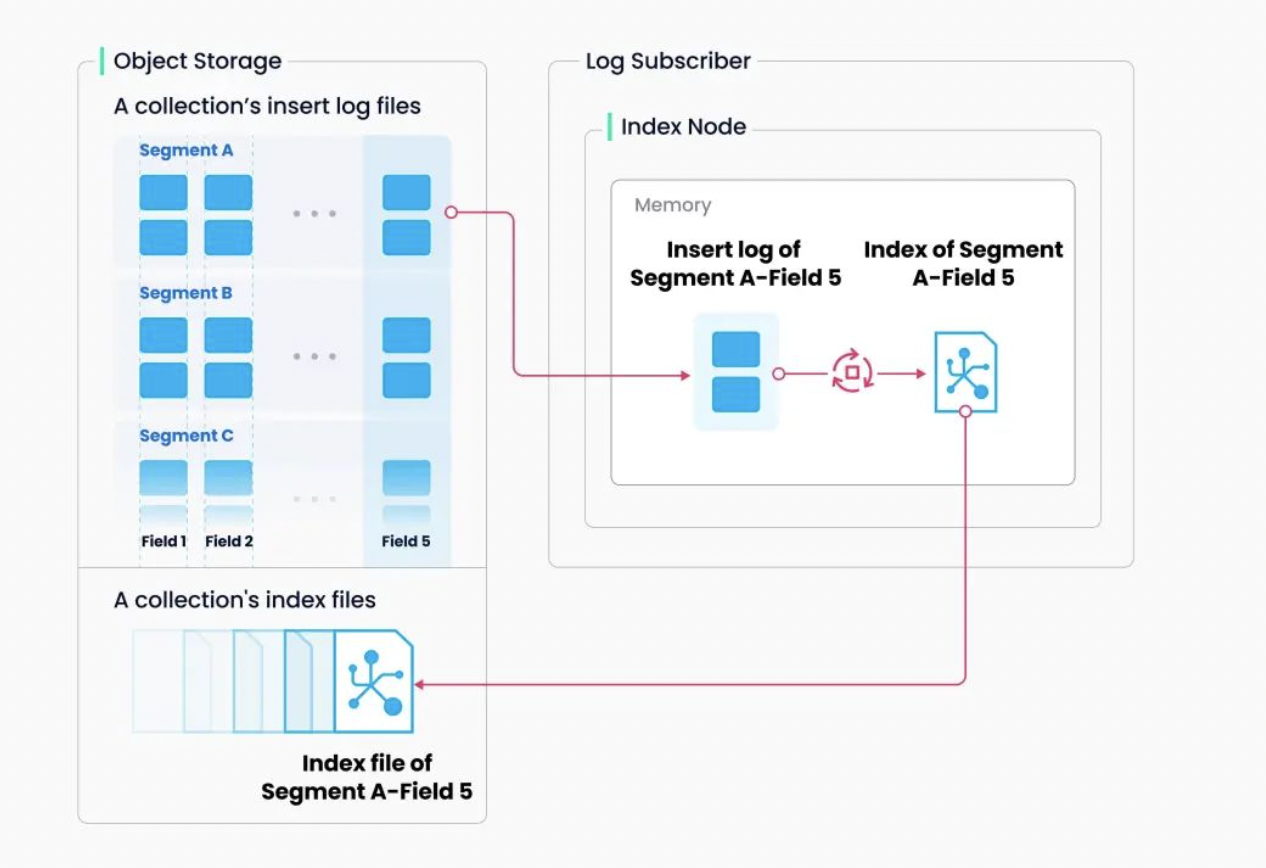 Object Storage
A collection’s insert log files
Segment A
Segment B
Segment C
Field 1
Field 2
Field 5
A collection's index files
Index file of
Segment A-Field 5
Log Subscriber
Index Node
Memory
Insert log of
Segment A-Field 5
Index of Segment
A-Field 5